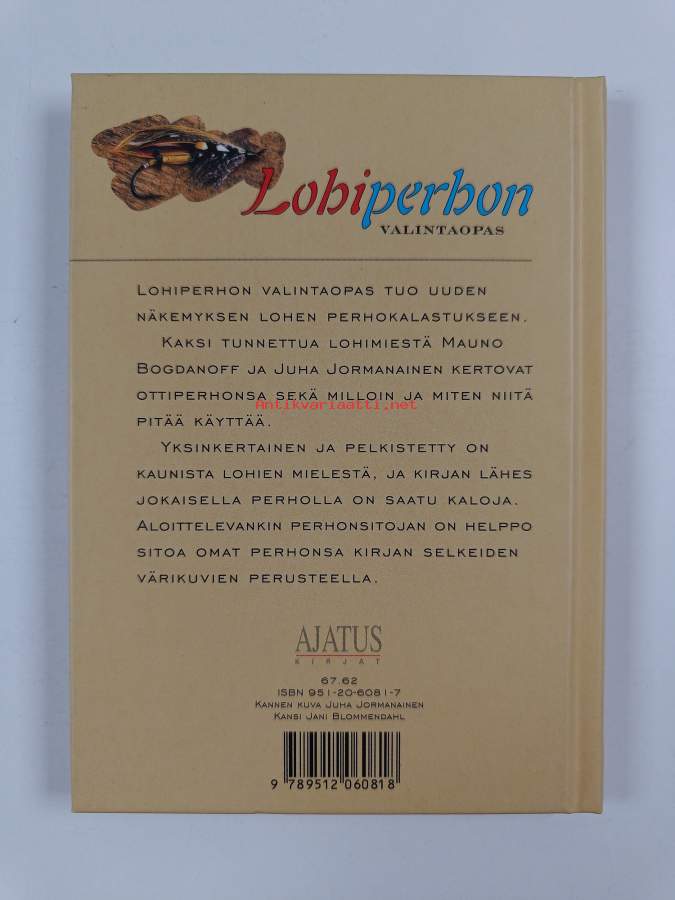 Lohiperhon
VALINTAOPAS
LOHIPERHON VALINTAOPAS TUO UUDEN
NÄKEMYKSEN LOHEN PERHOKALASTUKSEEN.
KAKSI TUNNETTUA LOHIMIESTÄ MAUNO
BOGDANOFF JA JUHA JORMANAINEN KERTOVAT
OTTIPERHONSA SEKÄ MILLOIN JA MITEN NIITÄ
Antikvariaatti.net
PITÄÄ KÄYTTÄÄ.
YKSINKERTAINEN JA PELKISTETTY ON
KAUNISTA LOHIEN MIELESTÄ, JA KIRJAN LÄHES
JOKAISELLA PERHOLLA ON SAATU KALOJA.
ALOITTELEVANKIN PERHONSITOJAN ON HELPPO
SITOA OMAT PERHONSA KIRJAN SELKEIDEN
VÄRIKUVIEN PERUSTEELLA.
AJATUS
KIRJAT
67.62
ISBN 951-20-6081-7
KANNEN KUVA JUHA JORMANAINEN
KANSI JANI BLOMMENDAHL
9 789512 060818